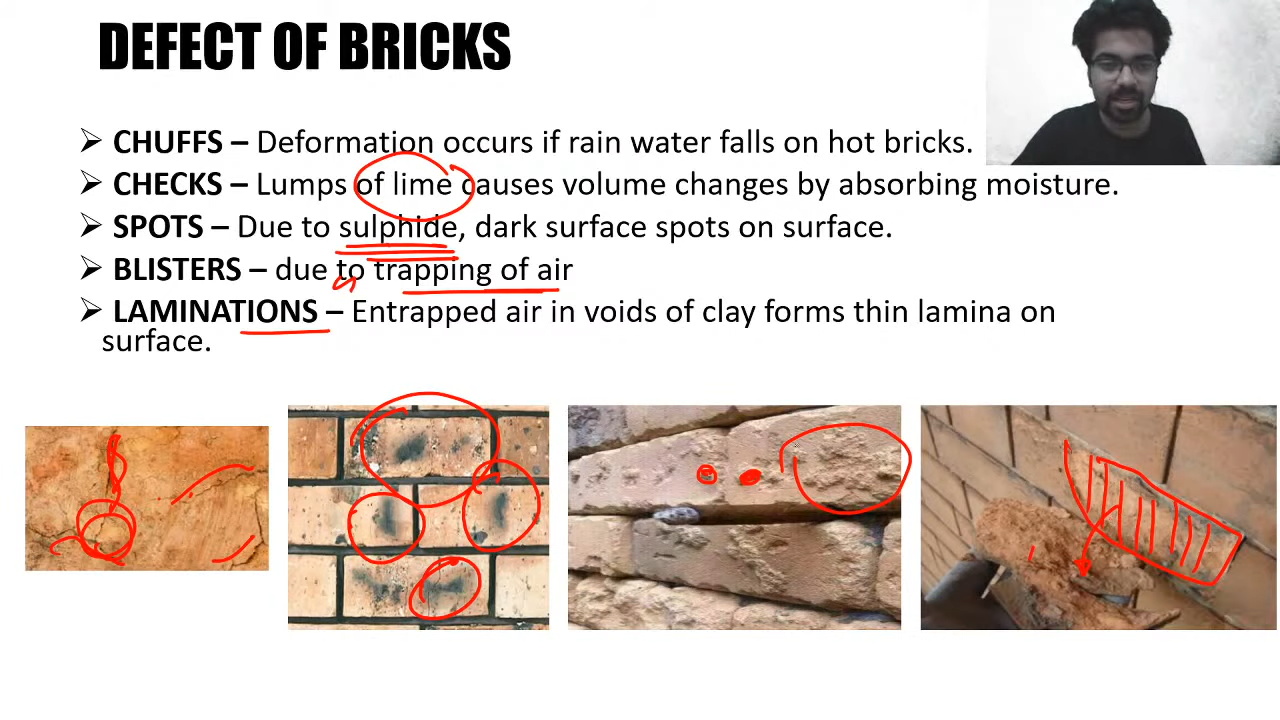 DEFECT OF BRICKS
➢ CHUFFS – Deformation occurs if rain water falls on hot bricks.
➢ CHECKS – Lumps of lime causes volume changes by absorbing moisture.
➢ SPOTS – Due to sulphide, dark surface spots on surface.
➢ BLISTERS – due to trapping of air
➢ LAMINATIONS – Entrapped air in voids of clay forms thin lamina on
surface.